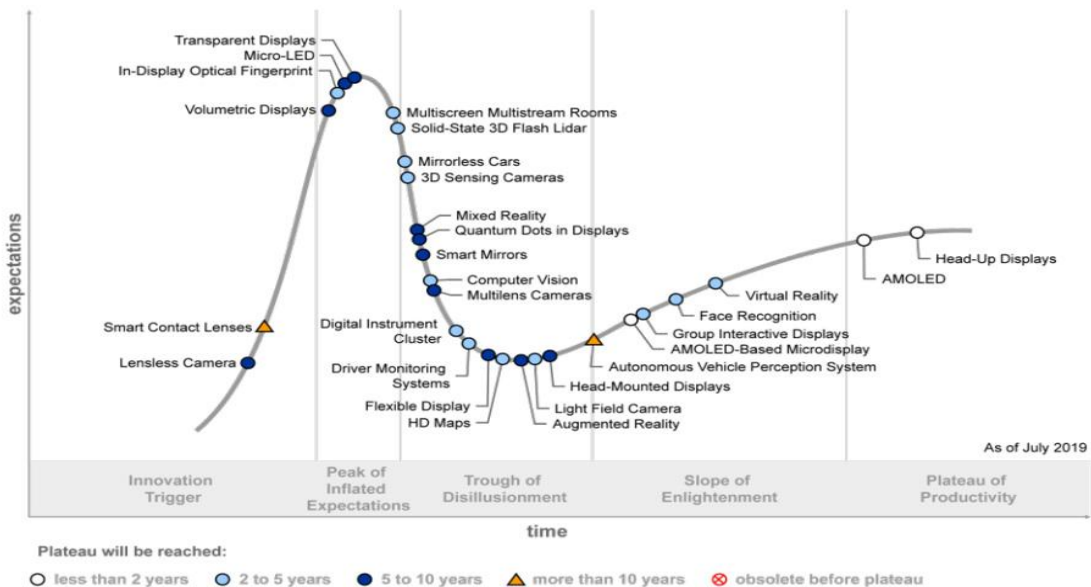 Transparent Displays
Micro-LED
In-Display Optical Fingerprint
Volumetric Displays
Multiscreen Multistream Rooms
Solid-State 3D Flash Lidar
Mirrorless Cars
3D Sensing Cameras
Mixed Reality
Quantum Dots in Displays
Smart Mirrors
Computer Vision
Multilens Cameras
Smart Contact Lenses
Lensless Camera
Digital Instrument
Cluster
Driver Monitoring
Systems
Flexible Display
HD Maps
Head-Mounted Displays
Light Field Camera
Augmented Reality
Virtual Reality
Face Recognition
Group Interactive Displays
AMOLED-Based Microdisplay
Autonomous Vehicle Perception System
Head-Up Displays
AMOLED
expectations
As of July 2019
Innovation
Trigger
Peak of
Inflated
Expectations
Trough of
Disillusionment
Slope of
Enlightenment
Plateau of
Productivity
time
Plateau will be reached:
less than 2 years
2 to 5 years
5 to 10 years
more than 10 years
obsolete before plateau